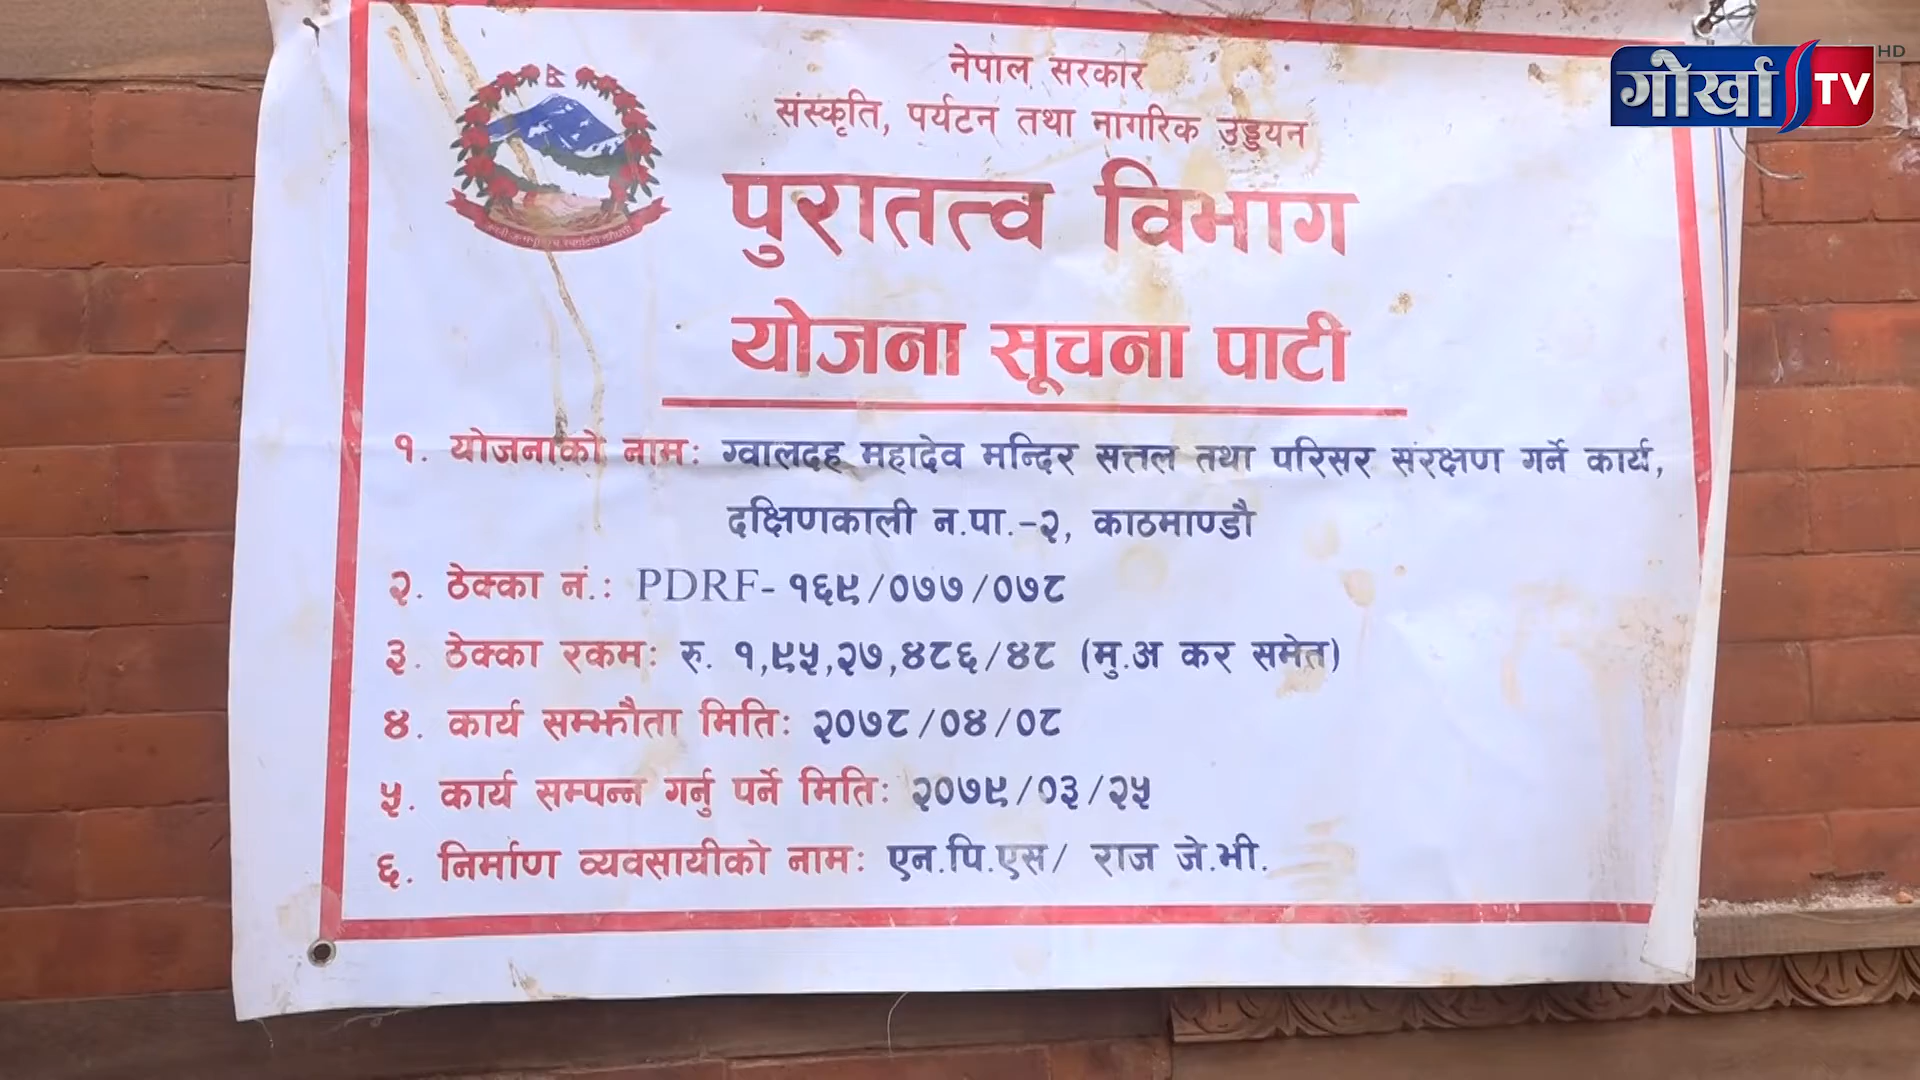 नेपाल सरकार
संस्कृति, पर्यटन तथा नागरिक उड्डयन
पुरातत्व विभाग
योजना सूचना पाटी
१. योजनाको नामः ग्वालदह महादेव मन्दिर सत्तल तथा परिसर संरक्षण गर्ने कार्य,
दक्षिणकाली न.पा.-२, काठमाण्डौ
२. ठेक्का नं.: PDRF- १६९/०७७/०७८
३. ठेक्का रकमः रु. १,९५,२७,४८६/४८ (मु.अ कर समेत)
४. कार्य सम्झौता मितिः २०७८/०४/०८
५. कार्य सम्पन्न गर्नु पर्ने मितिः २०७९/०३/२५
६. निर्माण व्यवसायीको नामः एन.पि.एस/ राज जे.भी.
गोर्खा TV HD